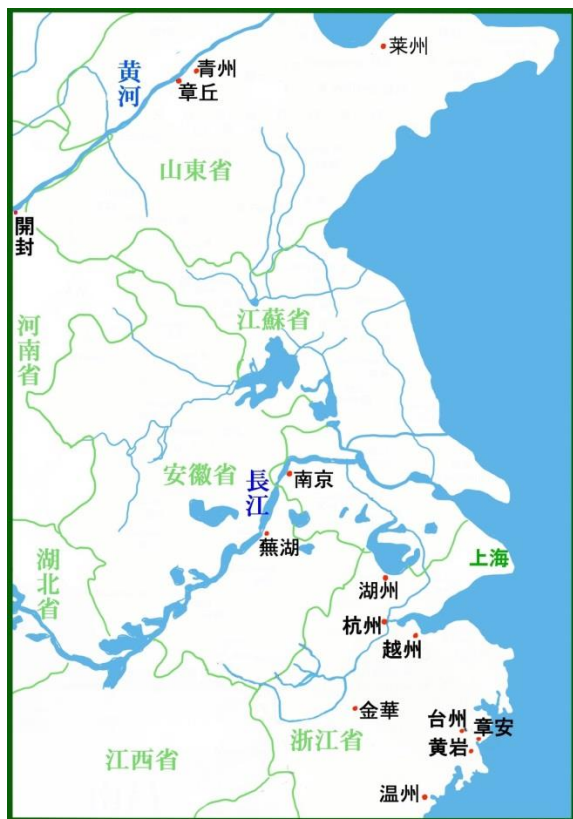 莱州
青州
章丘
黄河
山東省
開封
江蘇省
河南省
安徽省
長江
南京
蕪湖
上海
湖北省
湖州
杭州
越州
金華
台州
章安
黄岩
浙江省
江西省
温州